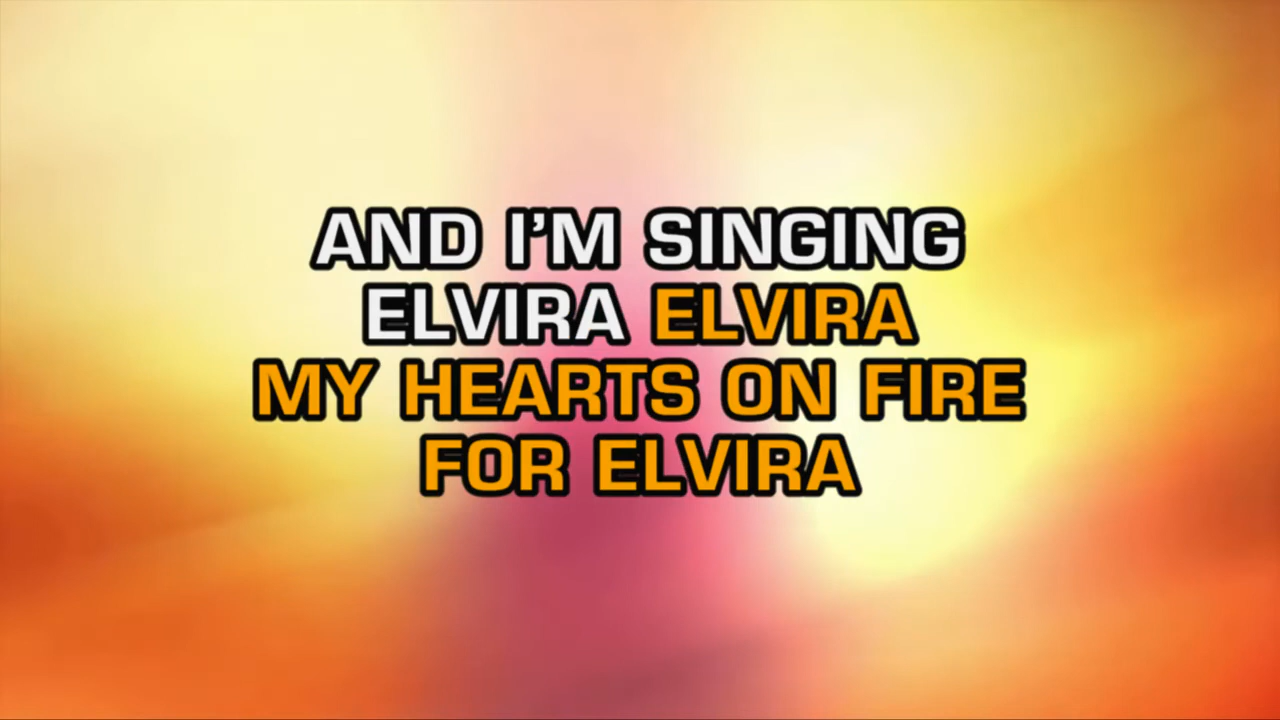 AND I'M SINGING
ELVIRA ELVIRA
MY HEARTS ON FIRE
FOR ELVIRA